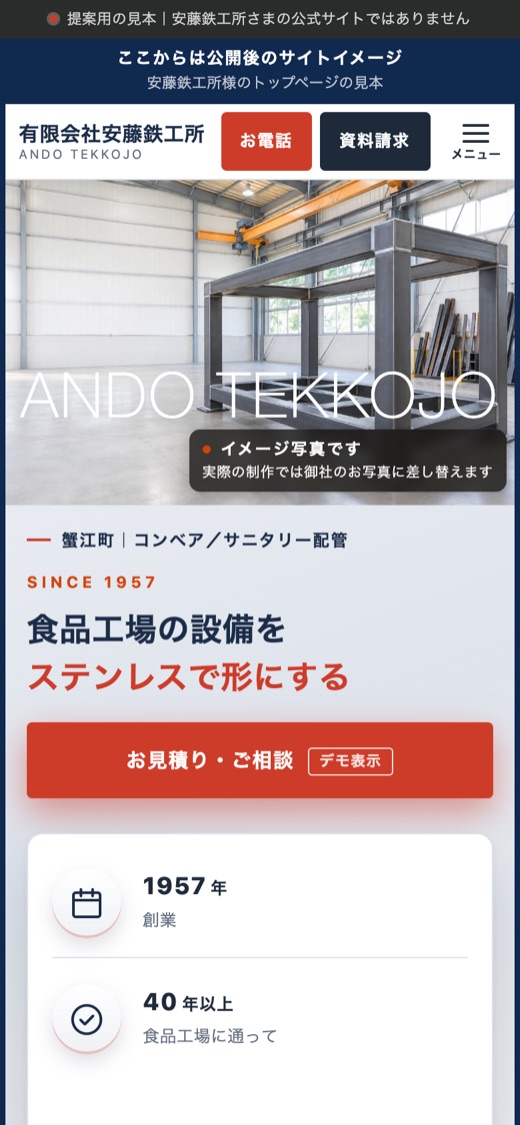 提案用の見本｜安藤鉄工所さまの公式サイトではありません
ここからは公開後のサイトイメージ
安藤鉄工所様のトップページの見本
有限会社安藤鉄工所
ANDO TEKKOJO
お電話
資料請求
メニュー
ANDO TEKKOJO
イメージ写真です
実際の制作では御社のお写真に差し替えます
蟹江町｜コンベア／サニタリー配管
SINCE 1957
食品工場の設備を
ステンレスで形にする
お見積り・ご相談 デモ表示
1957 年
創業
40 年以上
食品工場に通って